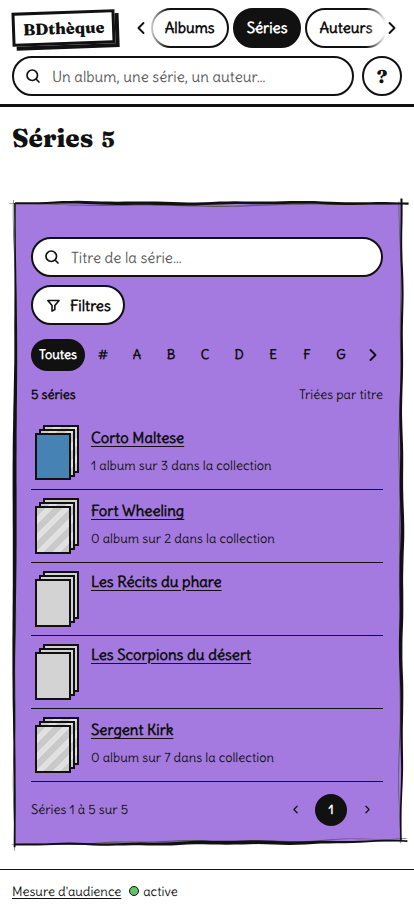 BDthèque
Albums Séries Auteurs
Un album, une série, un auteur...
?
Séries 5
Titre de la série...
Filtres
Toutes # A B C D E F G
5 séries Triées par titre
Corto Maltese
1 album sur 3 dans la collection
Fort Wheeling
0 album sur 2 dans la collection
Les Récits du phare
Les Scorpions du désert
Sergent Kirk
0 album sur 7 dans la collection
Séries 1 à 5 sur 5 1
Mesure d'audience active